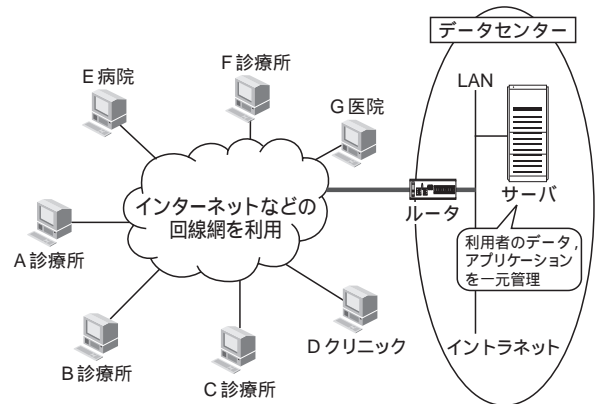 データセンター
F診療所
E病院
LAN
G医院
インターネットなどの
回線網を利用
ルータ
サーバ
利用者のデータ,
アプリケーション
を一元管理
A診療所
Dクリニック
イントラネット
B診療所
C診療所